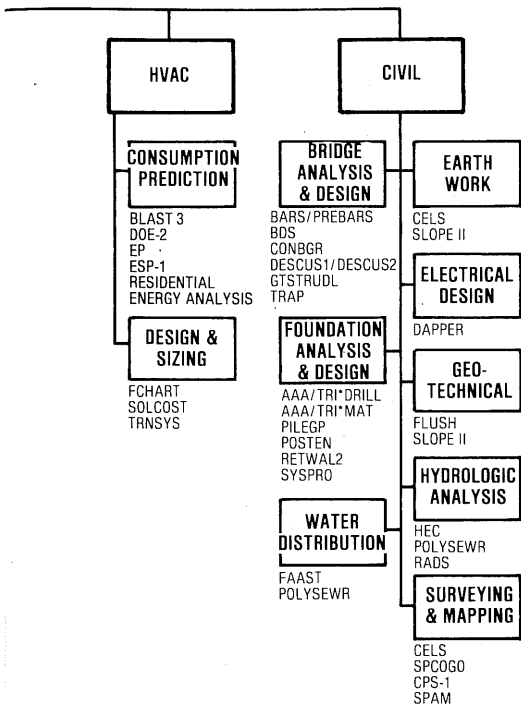 HVAC
CONSUMPTION
PREDICTION
BLAST 3
DOE-2
EP
ESP-1
RESIDENTIAL
ENERGY ANALYSIS
DESIGN &
SIZING
FCHART
SOLCOST
TRNSYS
CIVIL
BRIDGE
ANALYSIS
& DESIGN
BARS/PREBARS
BDS
CONBGR
DESCUS1/DESCUS2
GTSTRUDL
TRAP
FOUNDATION
ANALYSIS
& DESIGN
AAA/TRI*DRILL
AAA/TRI*MAT
PILEGP
POSTEN
RETWAL2
SYSPRO
WATER
DISTRIBUTION
FAAST
POLYSEWR
EARTH
WORK
CELS
SLOPE II
ELECTRICAL
DESIGN
DAPPER
GEO-
TECHNICAL
FLUSH
SLOPE II
HYDROLOGIC
ANALYSIS
HEC
POLYSEWR
RADS
SURVEYING
& MAPPING
CELS
SPCOGO
CPS-1
SPAM